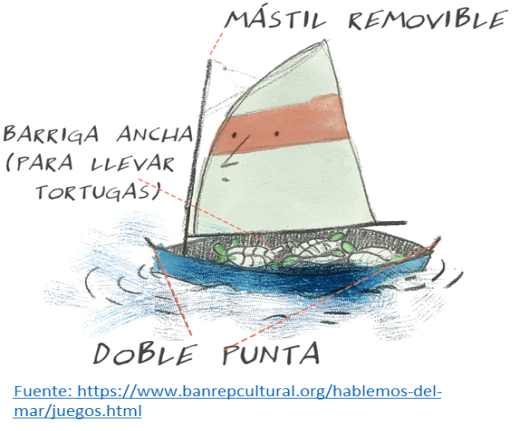 MÁSTIL REMOVIBLE
BARRIGA ANCHA
(PARA LLEVAR
TORTUGAS)
DOBLE PUNTA
Fuente: https://www.banrepcultural.org/hablemos-del-
mar/juegos.html